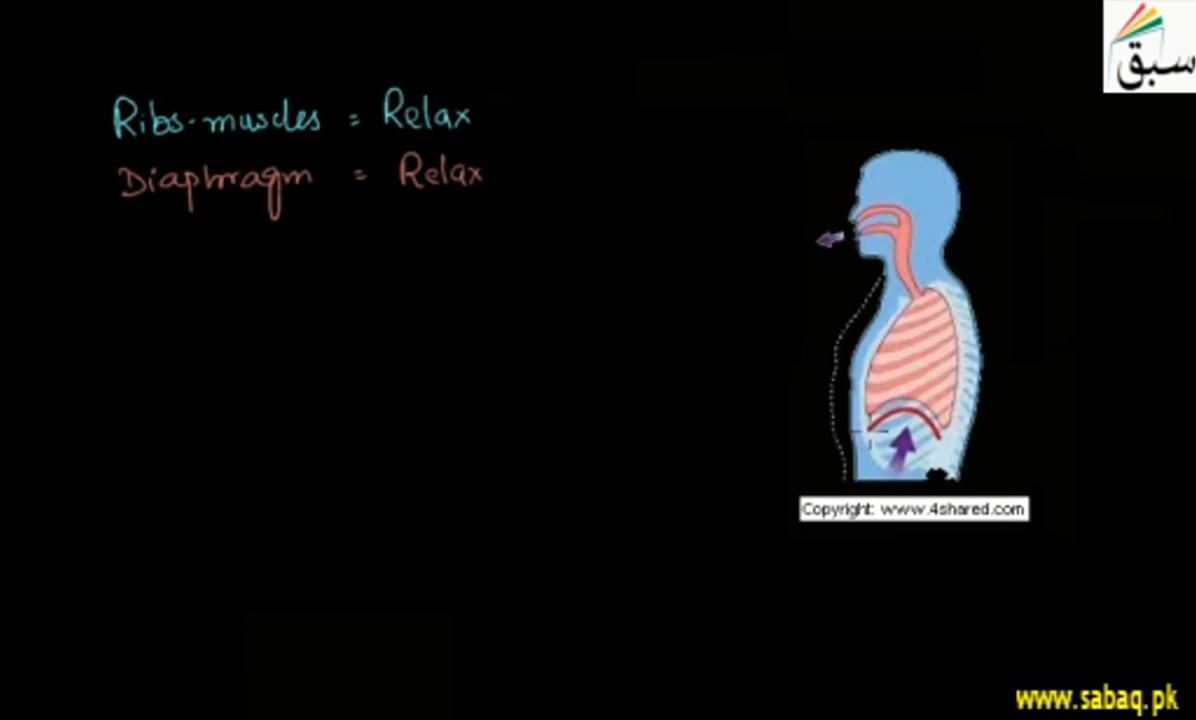 سبق
Ribs-muscles = Relax
Diaphragm = Relax
Copyright: www.4shared.com
www.sabaq.pk